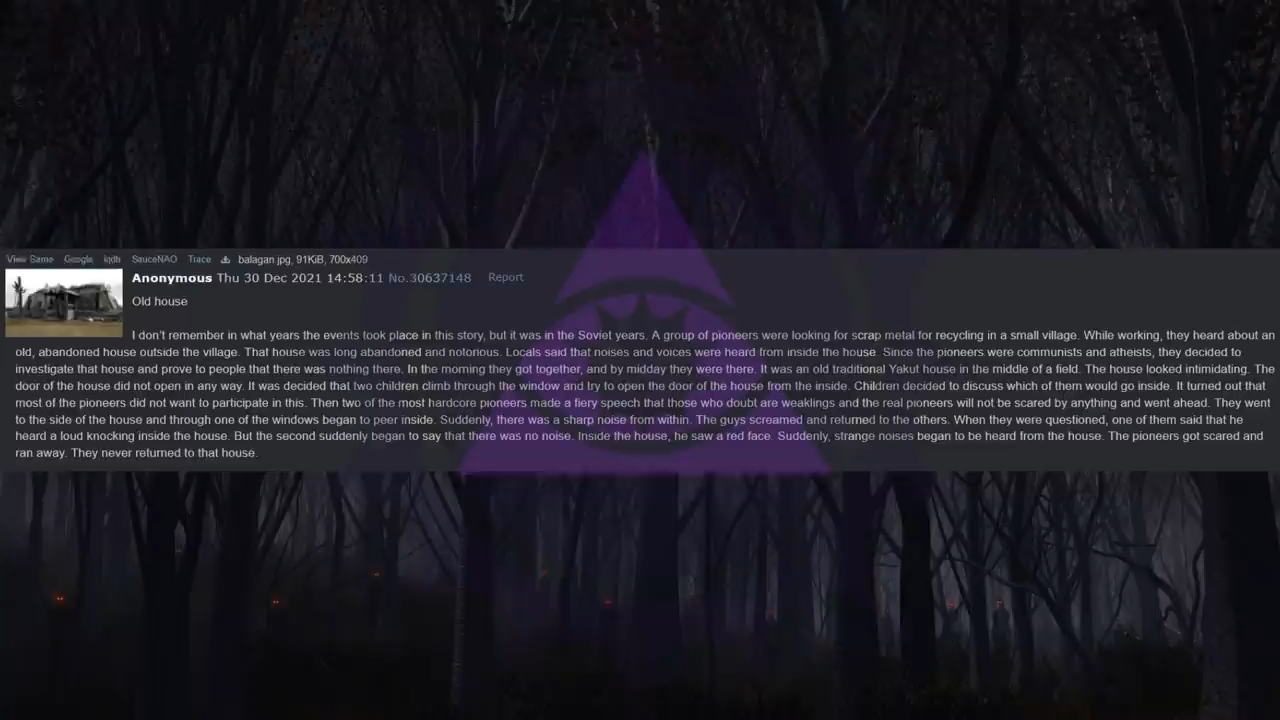 View Same Google iqdb SauceNAO Trace balagan.jpg, 91KiB, 700x409
Anonymous Thu 30 Dec 2021 14:58:11 No.30637148 Report
Old house
I don't remember in what years the events took place in this story, but it was in the Soviet years. A group of pioneers were looking for scrap metal for recycling in a small village. While working, they heard about an
old, abandoned house outside the village. That house was long abandoned and notorious. Locals said that noises and voices were heard from inside the house. Since the pioneers were communists and atheists, they decided to
investigate that house and prove to people that there was nothing there. In the morning they got together, and by midday they were there. It was an old traditional Yakut house in the middle of a field. The house looked intimidating. The
door of the house did not open in any way. It was decided that two children climb through the window and try to open the door of the house from the inside. Children decided to discuss which of them would go inside. It turned out that
most of the pioneers did not want to participate in this. Then two of the most hardcore pioneers made a fiery speech that those who doubt are weaklings and the real pioneers will not be scared by anything and went ahead. They went
to the side of the house and through one of the windows began to peer inside. Suddenly, there was a sharp noise from within. The guys screamed and returned to the others. When they were questioned, one of them said that he
heard a loud knocking inside the house. But the second suddenly began to say that there was no noise. Inside the house, he saw a red face. Suddenly, strange noises began to be heard from the house. The pioneers got scared and
ran away. They never returned to that house.